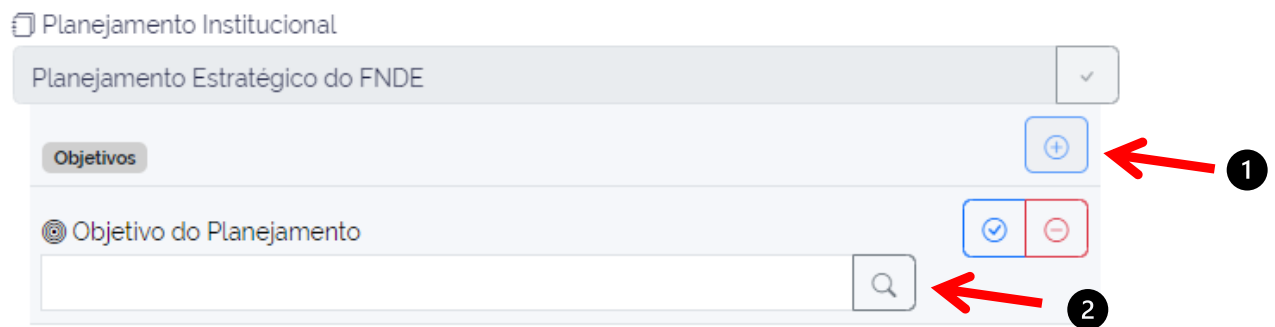 Planejamento Institucional
Planejamento Estratégico do FNDE
Objetivos
1
Objetivo do Planejamento
2